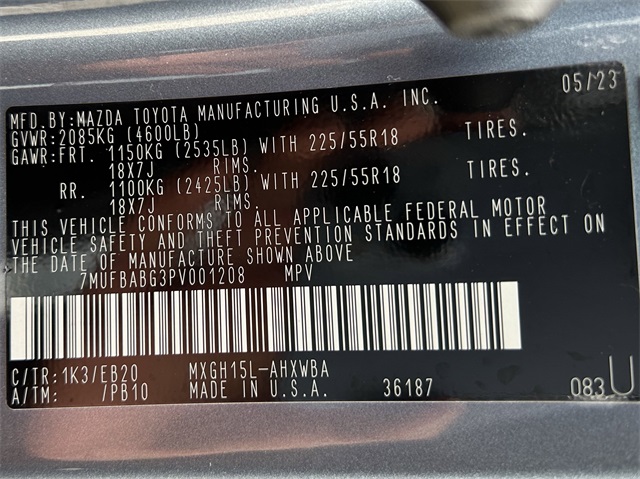 MFD.BY:MAZDA TOYOTA MANUFACTURING U.S.A. INC. 05/23
GVWR:2085KG (4600LB)
GAWR:FRT. 1150KG (2535LB) WITH 225/55R18 TIRES.
18X7J RIMS.
RR. 1100KG (2425LB) WITH 225/55R18 TIRES.
18X7J RIMS.
THIS VEHICLE CONFORMS TO ALL APPLICABLE FEDERAL MOTOR
VEHICLE SAFETY AND THEFT PREVENTION STANDARDS IN EFFECT ON
THE DATE OF MANUFACTURE SHOWN ABOVE
7MUFBABG3PV001208 MPV
C/TR:1K3/EB20 MXGH15L-AHXWBA
A/TM: /PB10 MADE IN U.S.A. 36187 083U